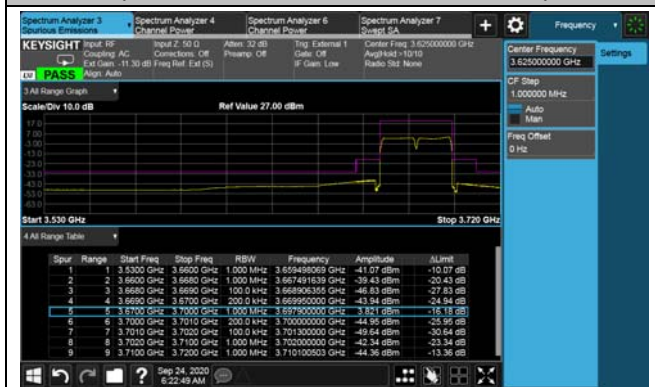 Spectrum Analyzer 3
Spurious Emissions
Spectrum Analyzer 4
Channel Power
Spectrum Analyzer 6
Channel Power
Spectrum Analyzer 7
Swept SA
Frequency
KEYSIGHT
Input: RF
Coupling: AC
Ext Gain: -11.30 dB
Align: Auto
Input Z: 50 Ω
Corrections: Off
Freq Ref: Ext (S)
Atten: 32 dB
Preamp: Off
Trig: External 1
Gate: Off
IF Gain: Low
Center Freq: 3.625000000 GHz
Avg|Hold:>10/10
Radio Std: None
PASS
Center Frequency
3.625000000 GHz
Settings
CF Step
1.000000 MHz
Auto
Man
Freq Offset
0 Hz
3 All Range Graph
Scale/Div 10.0 dB
Ref Value 27.00 dBm
17.0
7.00
-3.00
-13.0
-23.0
-33.0
-43.0
-53.0
-63.0
Start 3.530 GHz
Stop 3.720 GHz
4 All Range Table
Spur Range Start Freq Stop Freq RBW Frequency Amplitude ΔLimit
1 1 3.5300 GHz 3.6600 GHz 1.000 MHz 3.659498069 GHz -41.07 dBm -10.07 dB
2 2 3.6600 GHz 3.6680 GHz 1.000 MHz 3.667491639 GHz -39.43 dBm -20.43 dB
3 3 3.6680 GHz 3.6690 GHz 100.0 kHz 3.668906355 GHz -46.83 dBm -27.83 dB
4 4 3.6690 GHz 3.6700 GHz 200.0 kHz 3.669950000 GHz -43.94 dBm -24.94 dB
5 5 3.6700 GHz 3.7000 GHz 1.000 MHz 3.697900000 GHz 3.821 dBm -16.18 dB
6 6 3.7000 GHz 3.7010 GHz 200.0 kHz 3.700000000 GHz -44.95 dBm -25.95 dB
7 7 3.7010 GHz 3.7020 GHz 100.0 kHz 3.701300000 GHz -49.64 dBm -30.64 dB
8 8 3.7020 GHz 3.7100 GHz 1.000 MHz 3.702000000 GHz -42.34 dBm -23.34 dB
9 9 3.7100 GHz 3.7200 GHz 1.000 MHz 3.710100503 GHz -44.36 dBm -13.36 dB
Sep 24, 2020
6:22:49 AM